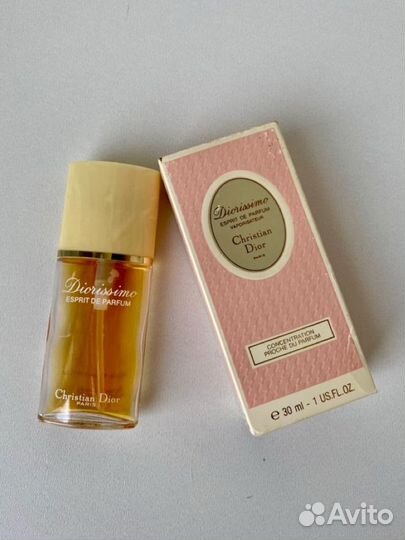 Diorissimo
ESPRIT DE PARFUM
Christian Dior
PARIS
Diorissimo
ESPRIT DE PARFUM
VAPORISATEUR
Christian
Dior
PARIS
CONCENTRATION
PROCHE DU PARFUM
e 30 ml - 1 US.FL.OZ.
Avito